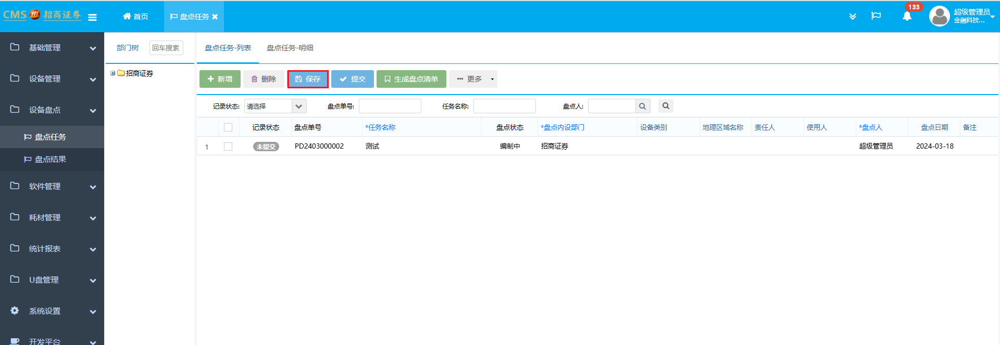 CMS 招商证券
首页
盘点任务
133
超级管理员
金融科技...
基础管理
设备管理
设备盘点
盘点任务
盘点结果
软件管理
耗材管理
统计报表
U盘管理
系统设置
开发平台
部门树 回车搜索
招商证券
盘点任务-列表 盘点任务-明细
新增 删除 保存 提交 生成盘点清单 更多
记录状态: 请选择 盘点单号: 任务名称: 盘点人:
记录状态 盘点单号 *任务名称 盘点状态 *盘点内设部门 设备类别 地理区域名称 责任人 使用人 *盘点人 盘点日期 备注
1 未提交 PD2403000002 测试 编制中 招商证券 超级管理员 2024-03-18